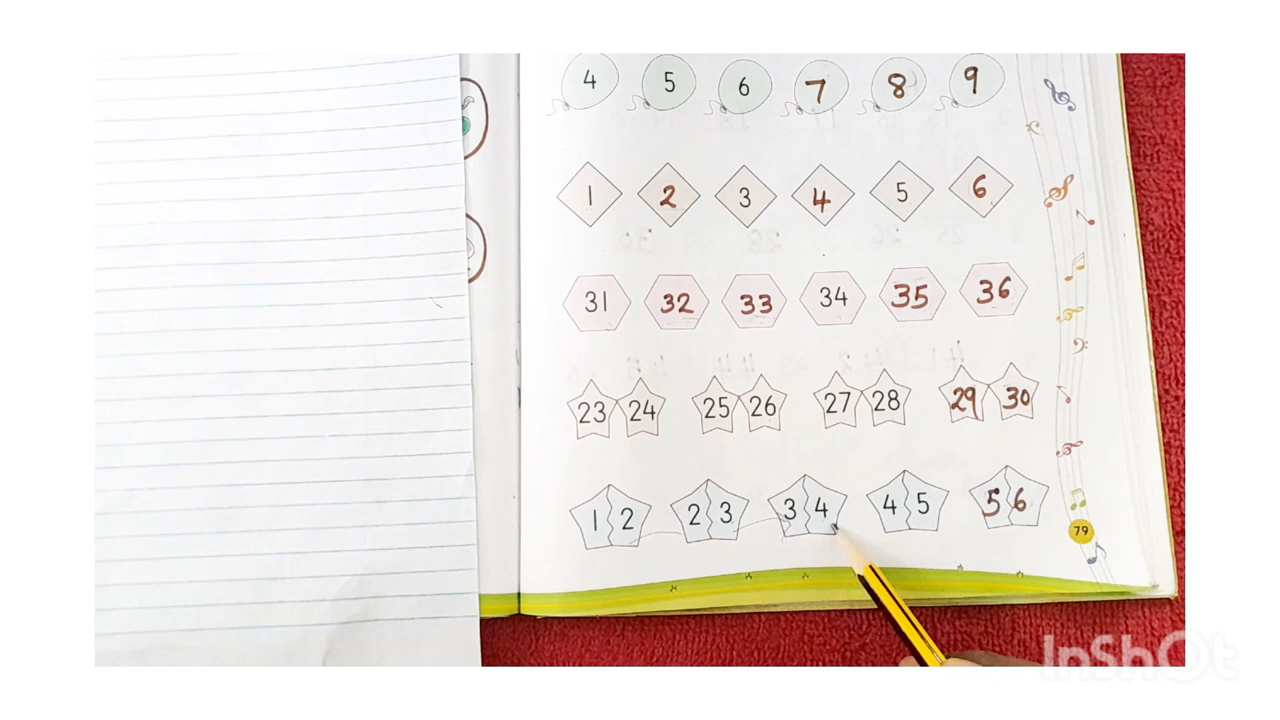 4 5 6 7 8 9
1 2 3 4 5 6
31 32 33 34 35 36
23 24 25 26 27 28 29 30
1 2 2 3 3 4 4 5 5 6
79
InShOt